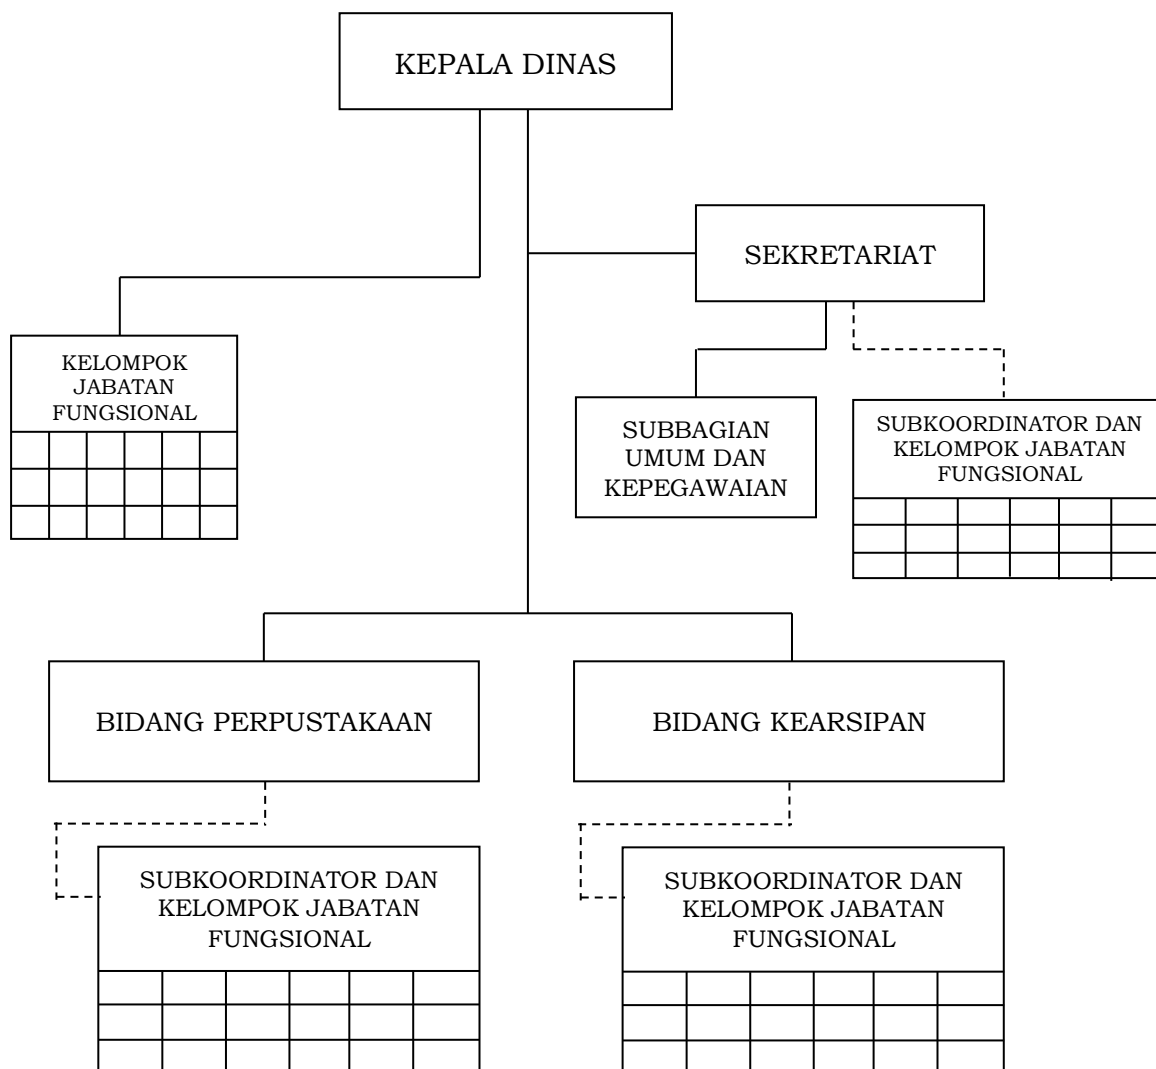 KEPALA DINAS
SEKRETARIAT
KELOMPOK
JABATAN
FUNGSIONAL
SUBBAGIAN
UMUM DAN
KEPEGAWAIAN
SUBKOORDINATOR DAN
KELOMPOK JABATAN
FUNGSIONAL
BIDANG PERPUSTAKAAN
BIDANG KEARSIPAN
SUBKOORDINATOR DAN
KELOMPOK JABATAN
FUNGSIONAL
SUBKOORDINATOR DAN
KELOMPOK JABATAN
FUNGSIONAL